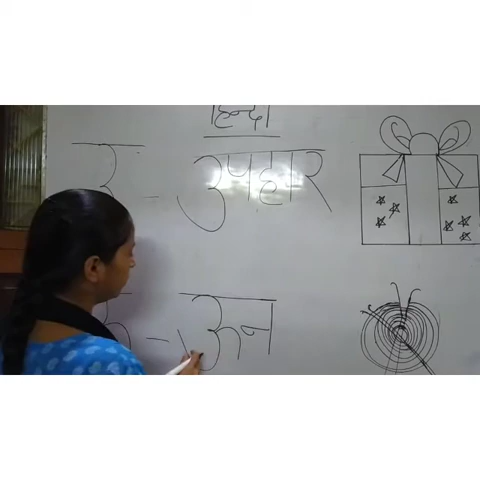 हिन्दी
उ - उपहार
ऊ - ऊन